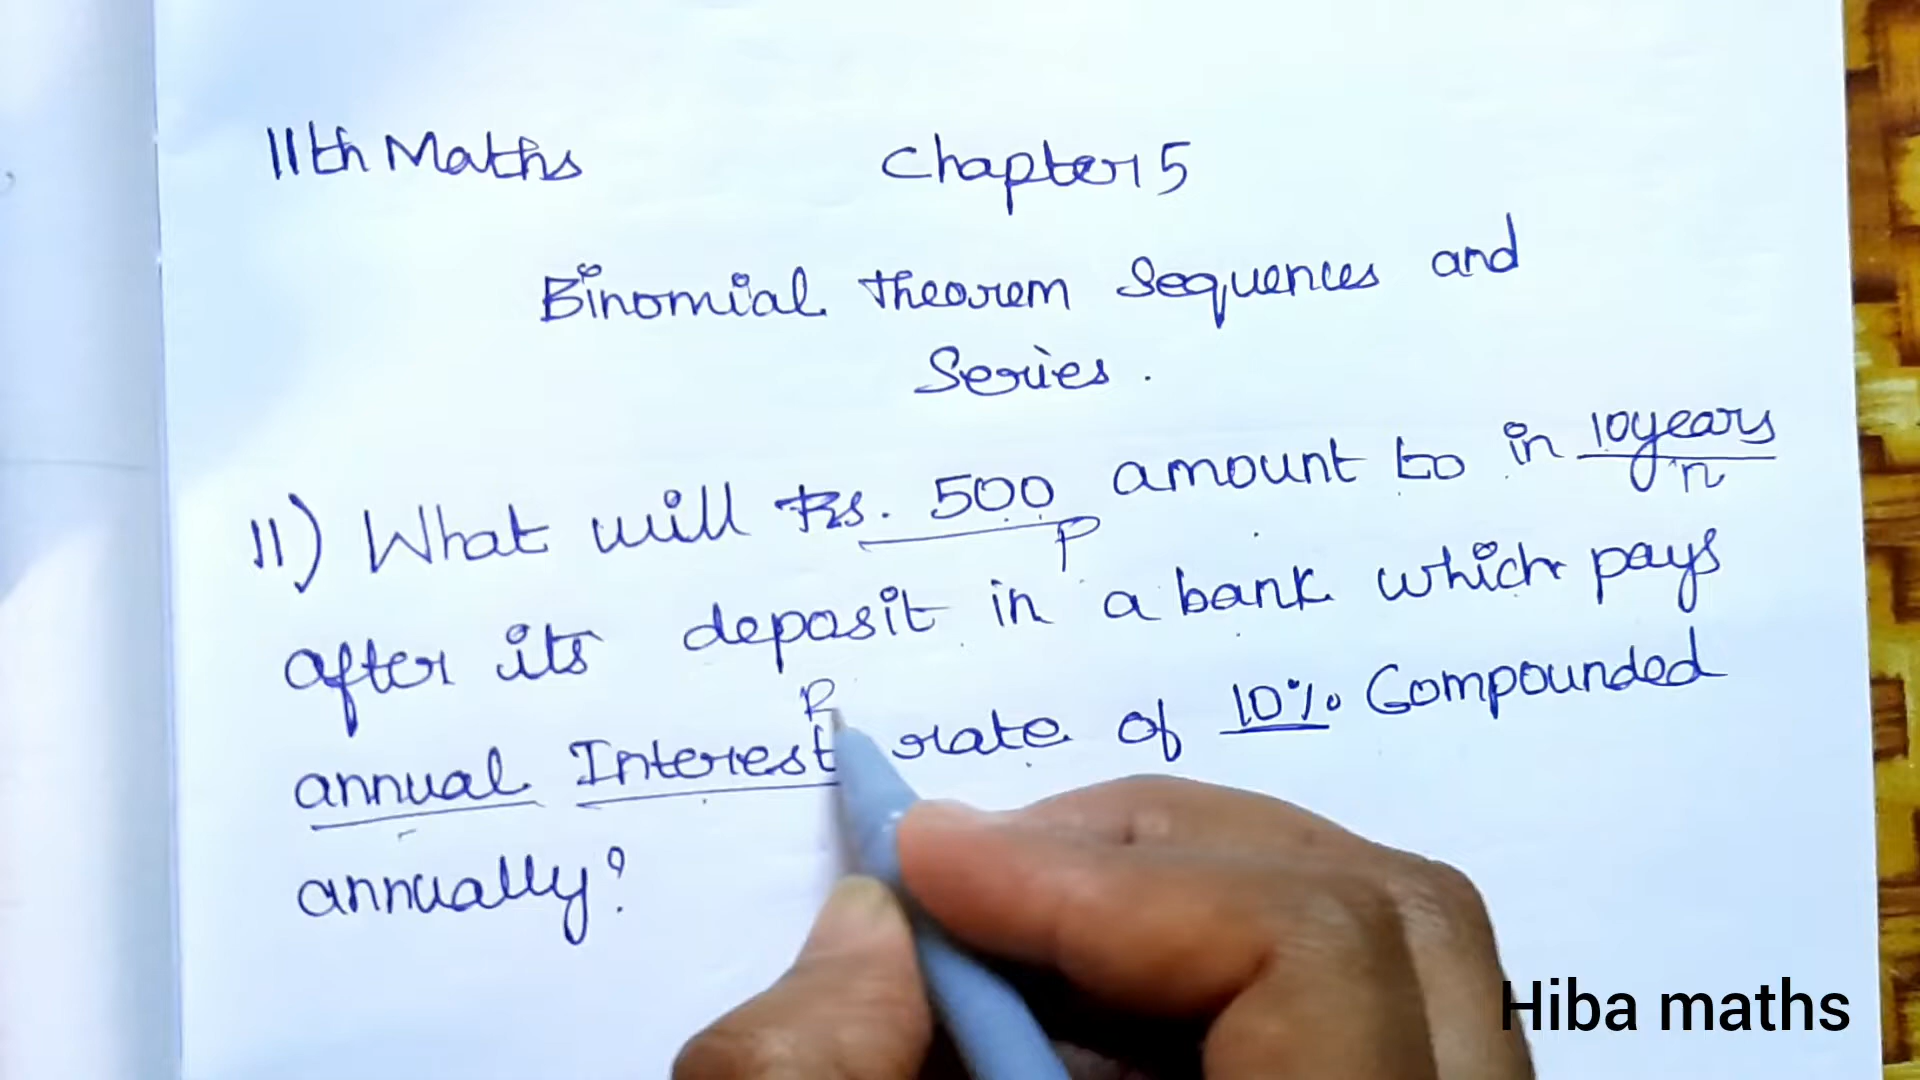 11th Maths Chapter 5
Binomial theorem Sequences and
Series.
11) What will Rs. 500 amount to in 10years
P n
after its deposit in a bank which pays
R
annual Interest rate of 10% Compounded
annually?
Hiba maths